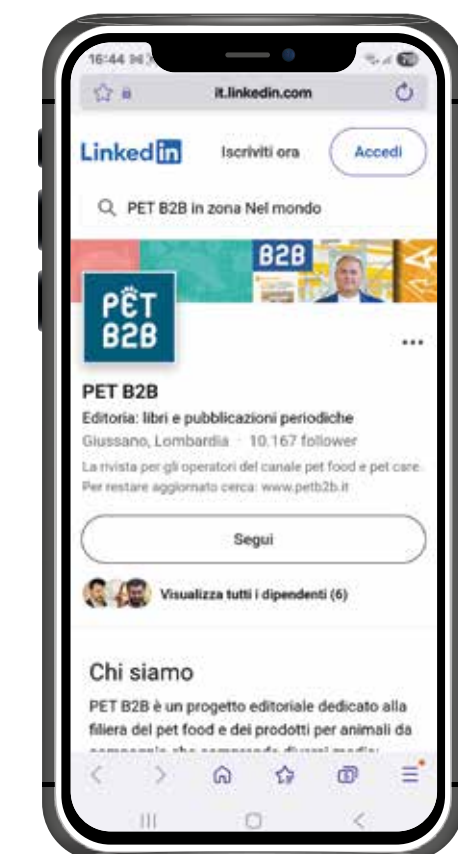 16:44
it.linkedin.com
Linked in
Iscriviti ora
Accedi
PET B2B in zona Nel mondo
B2B
PET
B2B
PET B2B
Editoria: libri e pubblicazioni periodiche
Giussano, Lombardia · 10.167 follower
La rivista per gli operatori del canale pet food e pet care.
Per restare aggiornato cerca: www.petb2b.it
Segui
Visualizza tutti i dipendenti (6)
Chi siamo
PET B2B è un progetto editoriale dedicato alla
filiera del pet food e dei prodotti per animali da